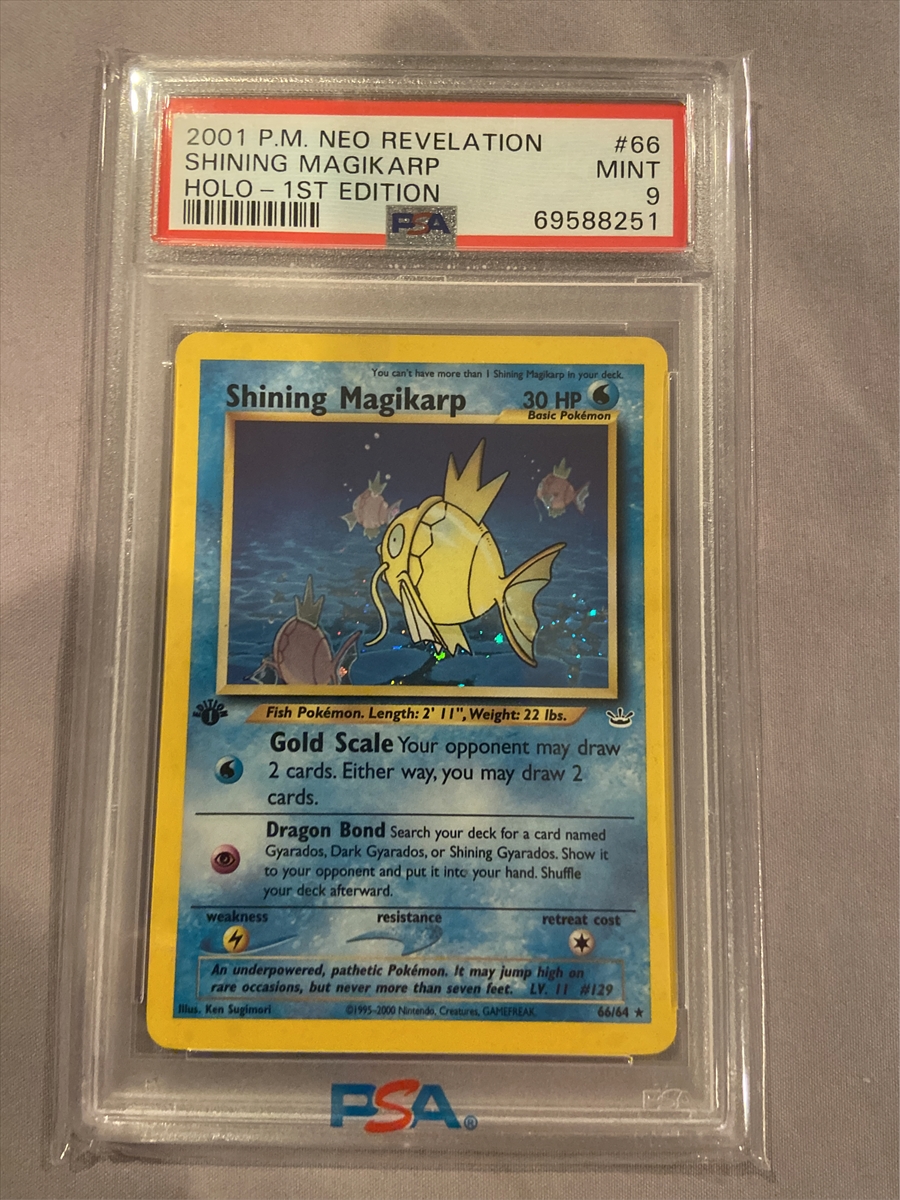 2001 P.M. NEO REVELATION #66
SHINING MAGIKARP MINT
HOLO – 1ST EDITION 9
PSA 69588251
You can't have more than 1 Shining Magikarp in your deck.
Shining Magikarp 30 HP
Basic Pokémon
EDITION 1
Fish Pokémon. Length: 2' 11", Weight: 22 lbs.
Gold Scale Your opponent may draw
2 cards. Either way, you may draw 2
cards.
Dragon Bond Search your deck for a card named
Gyarados, Dark Gyarados, or Shining Gyarados. Show it
to your opponent and put it into your hand. Shuffle
your deck afterward.
weakness resistance retreat cost
An underpowered, pathetic Pokémon. It may jump high on
rare occasions, but never more than seven feet. LV. 11 #129
Illus. Ken Sugimori ©1995-2000 Nintendo, Creatures, GAMEFREAK. 66/64 ★
PSA®